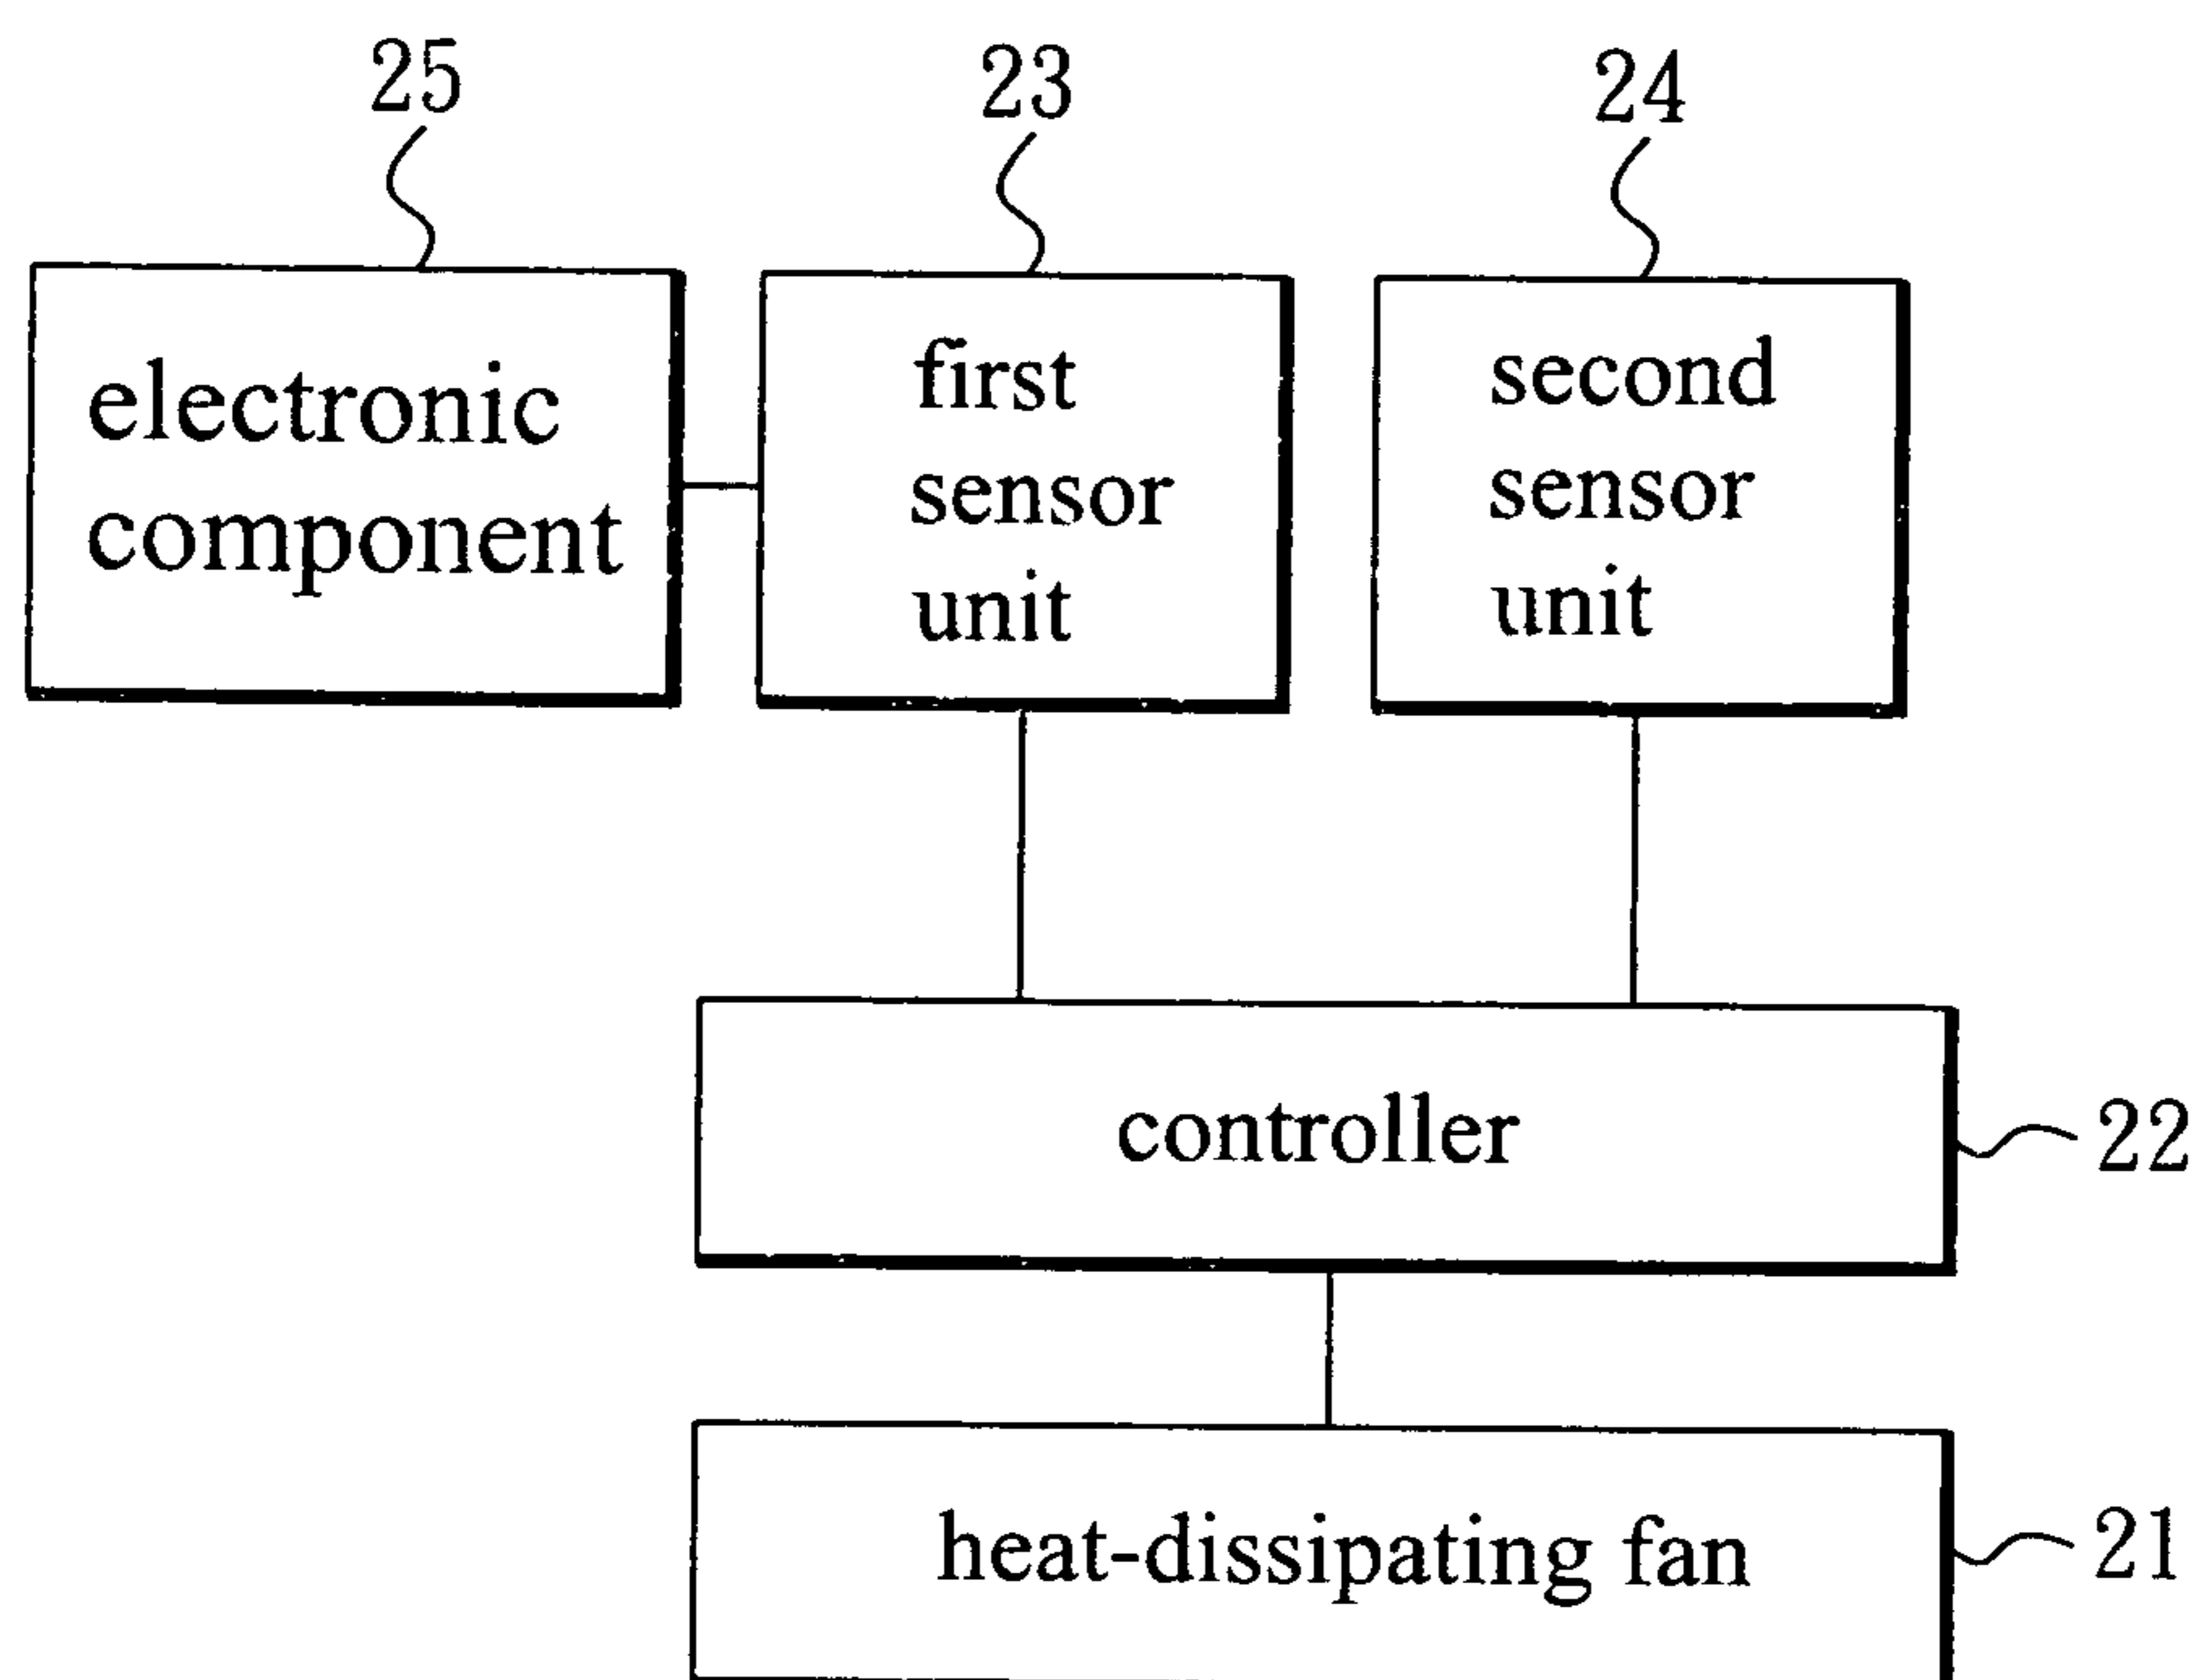 25
23
24
electronic
component
first
sensor
unit
second
sensor
unit
controller
22
heat-dissipating fan
21